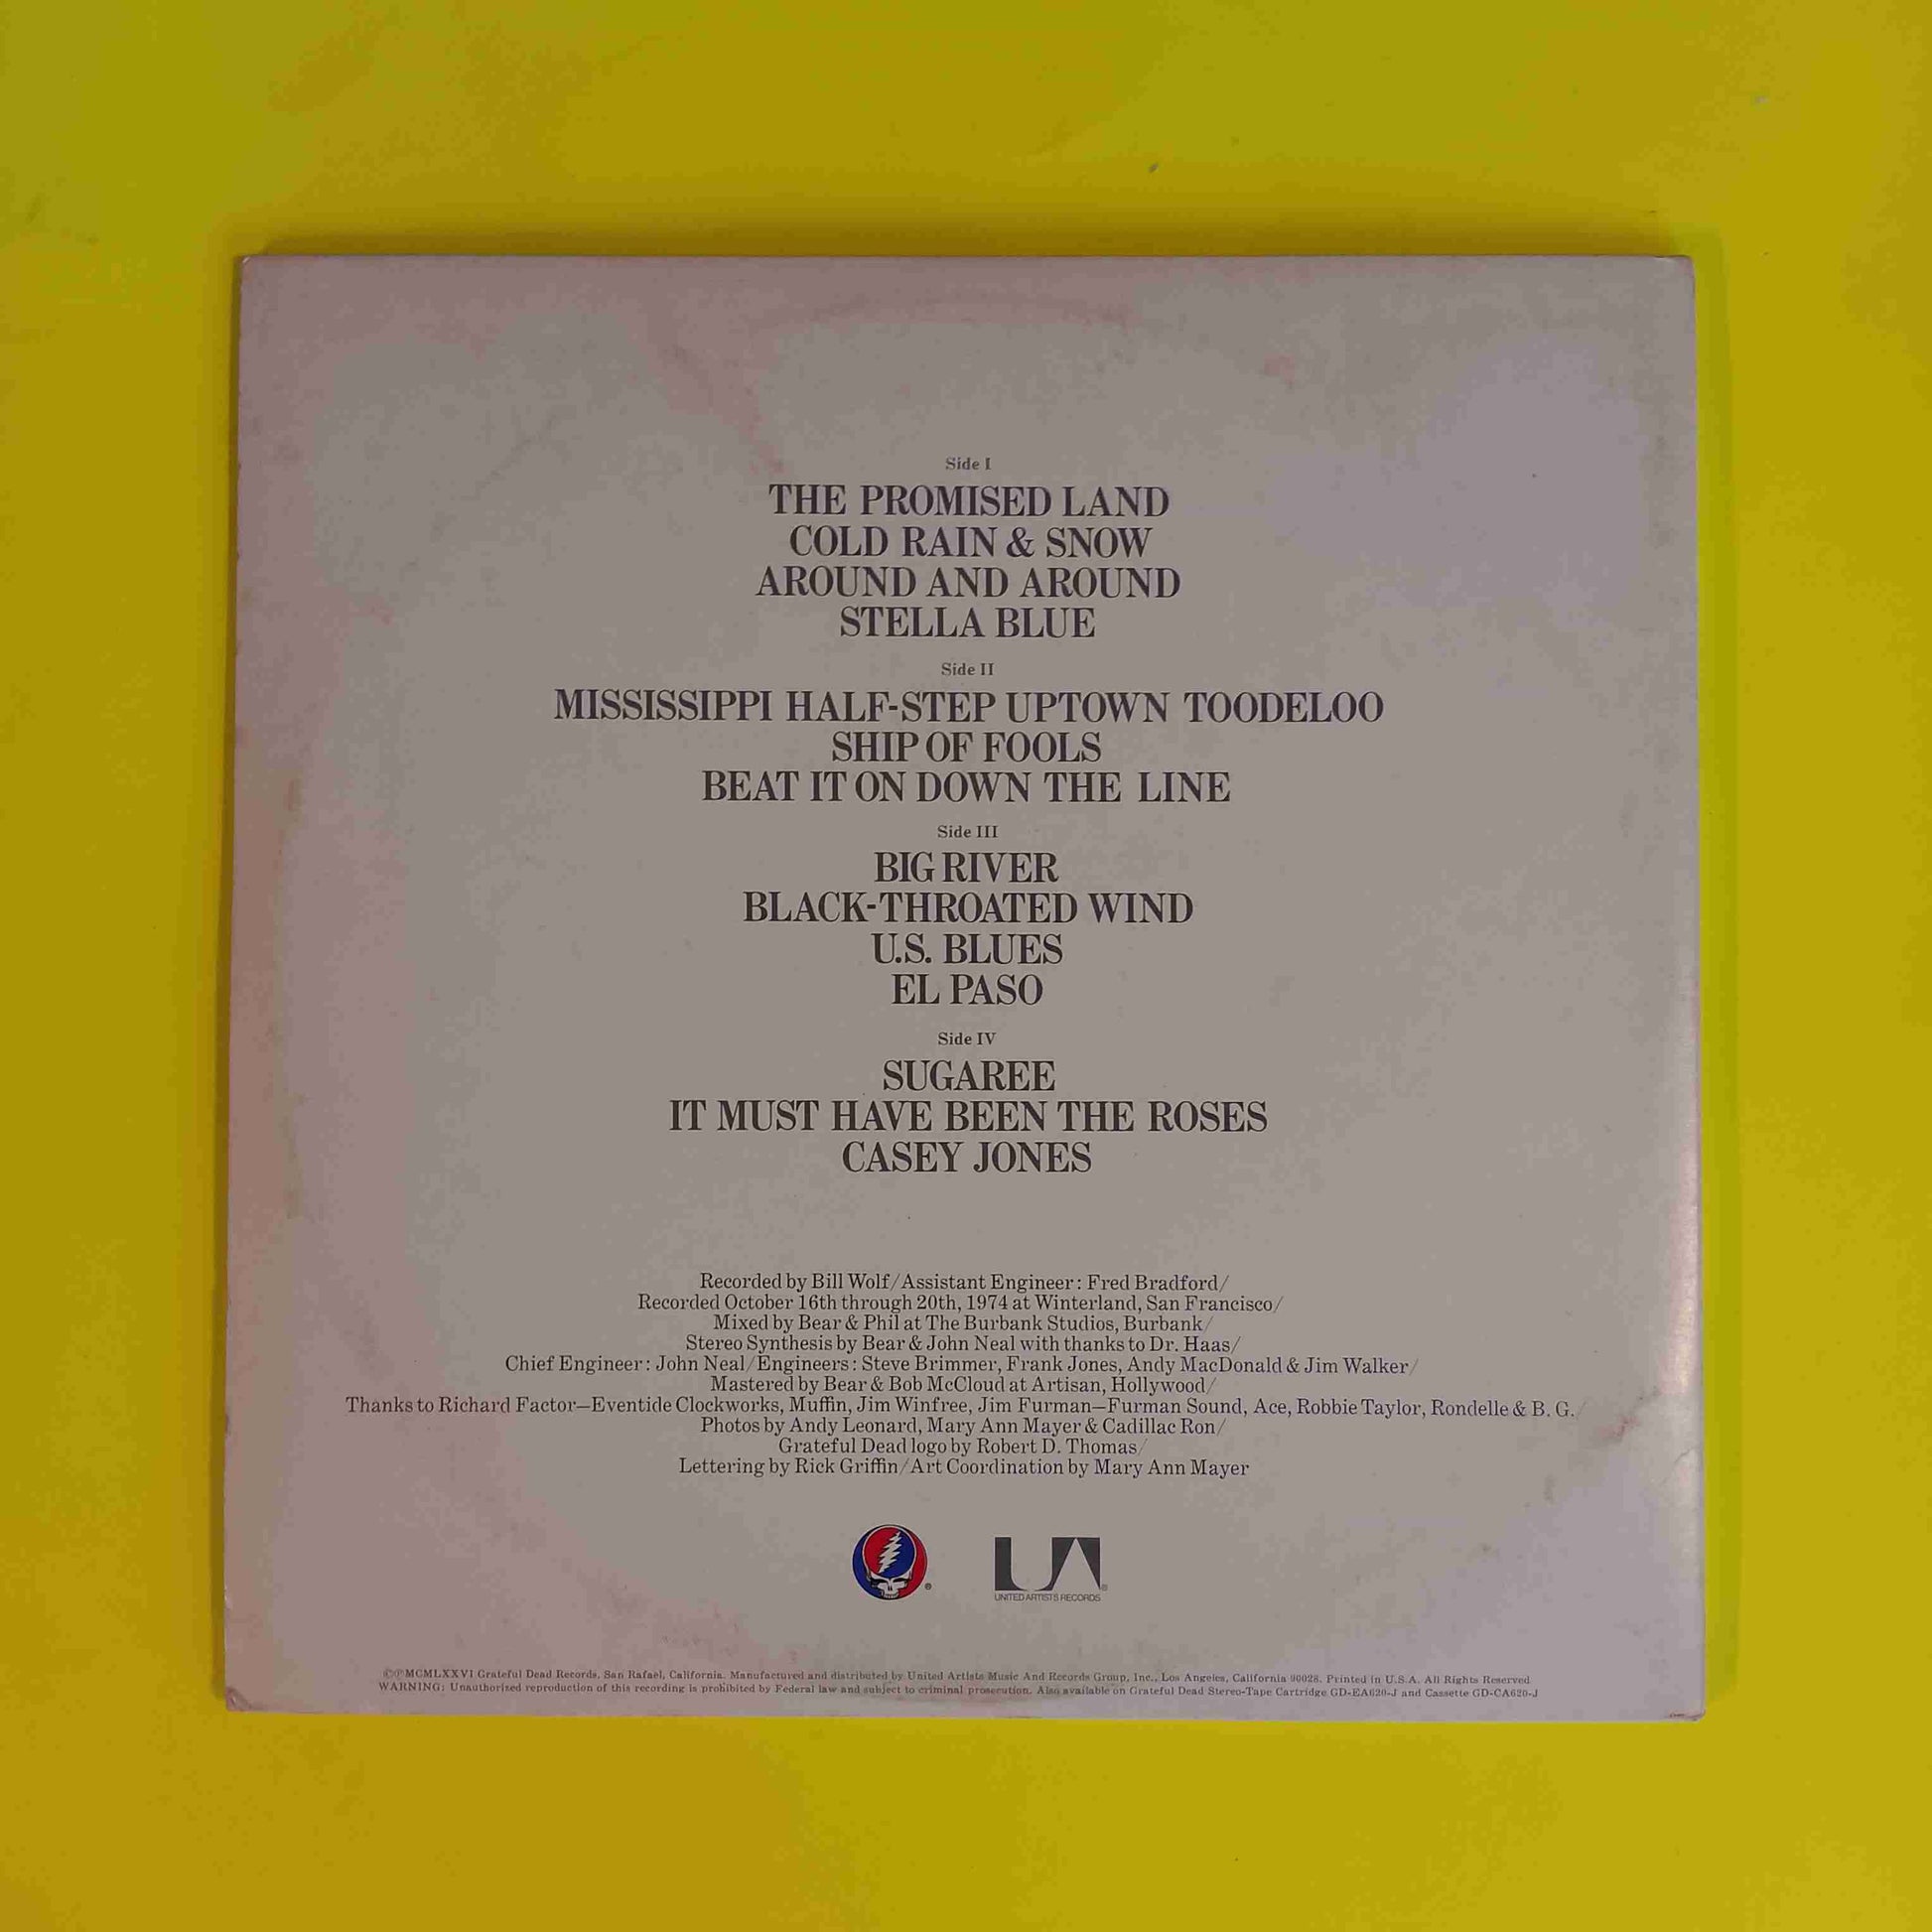 Side I
THE PROMISED LAND
COLD RAIN & SNOW
AROUND AND AROUND
STELLA BLUE
Side II
MISSISSIPPI HALF-STEP UPTOWN TOODELOO
SHIP OF FOOLS
BEAT IT ON DOWN THE LINE
Side III
BIG RIVER
BLACK-THROATED WIND
U.S. BLUES
EL PASO
Side IV
SUGAREE
IT MUST HAVE BEEN THE ROSES
CASEY JONES
Recorded by Bill Wolf/Assistant Engineer: Fred Bradford/
Recorded October 16th through 20th, 1974 at Winterland, San Francisco/
Mixed by Bear & Phil at The Burbank Studios, Burbank/
Stereo Synthesis by Bear & John Neal with thanks to Dr. Haas/
Chief Engineer: John Neal/Engineers: Steve Brimmer, Frank Jones, Andy MacDonald & Jim Walker/
Mastered by Bear & Bob McCloud at Artisan, Hollywood/
Thanks to Richard Factor—Eventide Clockworks, Muffin, Jim Winfree, Jim Furman—Furman Sound, Ace, Robbie Taylor, Rondelle & B. G./
Photos by Andy Leonard, Mary Ann Mayer & Cadillac Ron/
Grateful Dead logo by Robert D. Thomas/
Lettering by Rick Griffin/Art Coordination by Mary Ann Mayer
® UA®
UNITED ARTISTS RECORDS
©℗ MCMLXXVI Grateful Dead Records, San Rafael, California. Manufactured and distributed by United Artists Music And Records Group, Inc., Los Angeles, California 90028. Printed in U.S.A. All Rights Reserved
WARNING: Unauthorized reproduction of this recording is prohibited by Federal law and subject to criminal prosecution. Also available on Grateful Dead Stereo-Tape Cartridge GD-EA620-J and Cassette GD-CA620-J